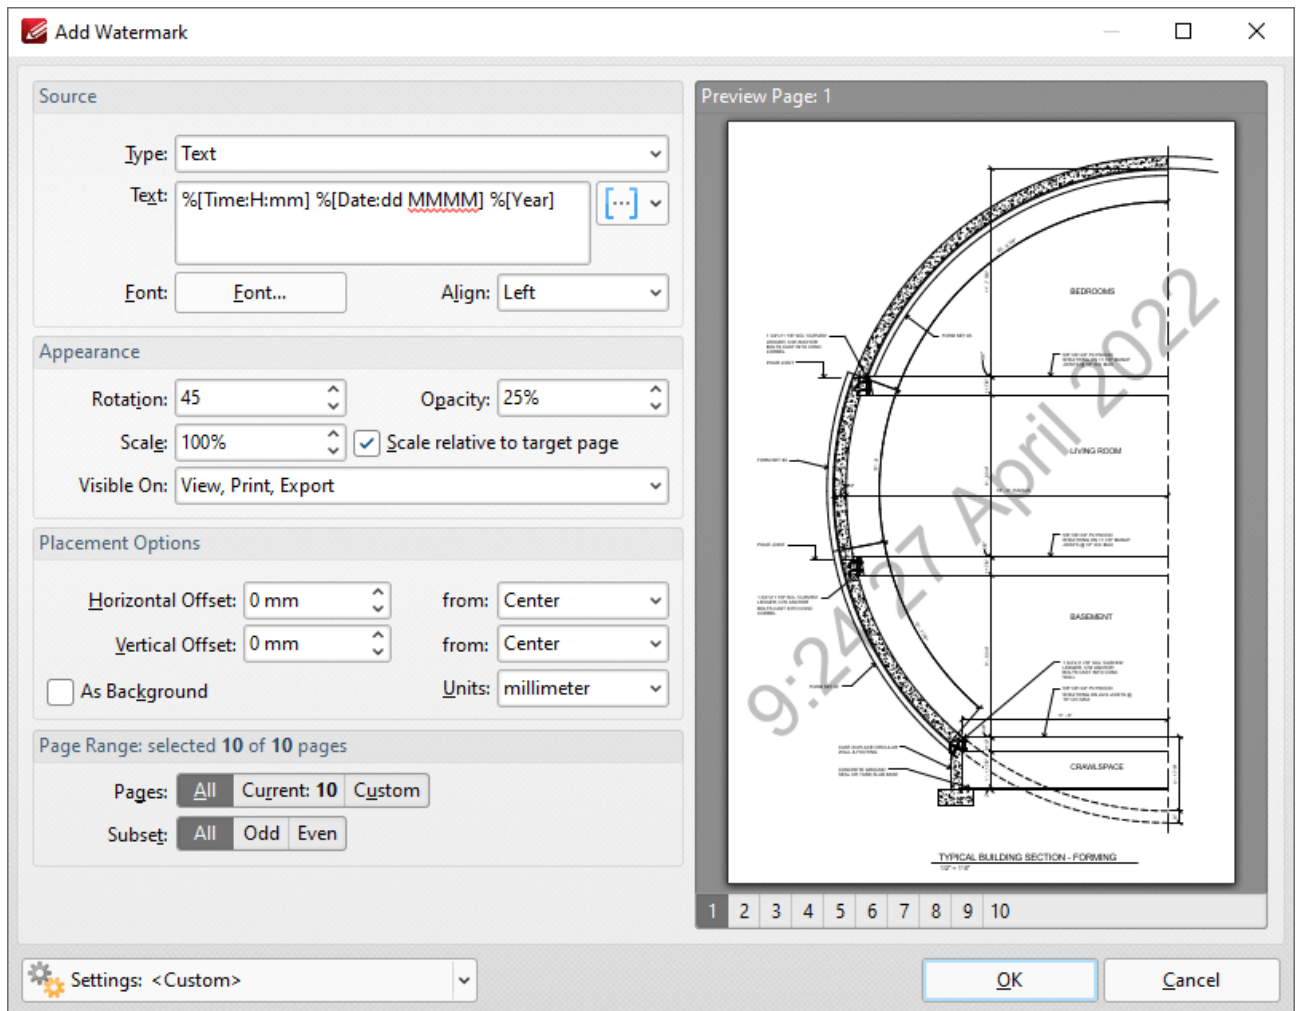 Add Watermark
Source
Type: Text
Text: %[Time:H:mm] %[Date:dd MMMM] %[Year]
Font: Font... Align: Left
Appearance
Rotation: 45 Opacity: 25%
Scale: 100% Scale relative to target page
Visible On: View, Print, Export
Placement Options
Horizontal Offset: 0 mm from: Center
Vertical Offset: 0 mm from: Center
As Background Units: millimeter
Page Range: selected 10 of 10 pages
Pages: All Current: 10 Custom
Subset: All Odd Even
Preview Page: 1
BEDROOMS
LIVING ROOM
BASEMENT
CRAWLSPACE
9:24 27 April 2022
TYPICAL BUILDING SECTION - FORMING
1 2 3 4 5 6 7 8 9 10
Settings: <Custom>
OK Cancel